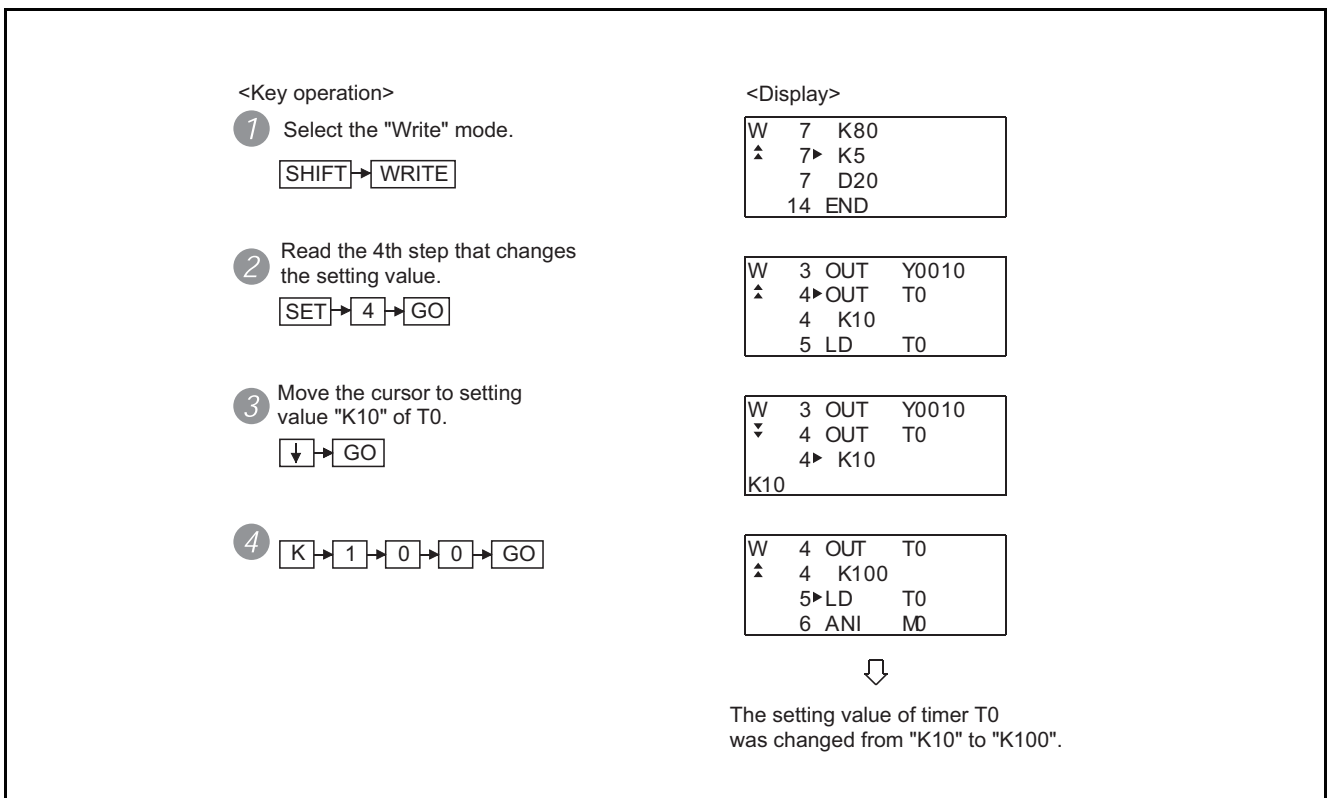 <Key operation>
1 Select the "Write" mode.
SHIFT WRITE
2 Read the 4th step that changes
the setting value.
SET 4 GO
3 Move the cursor to setting
value "K10" of T0.
GO
4 K 1 0 0 GO
<Display>
W 7 K80
7 K5
7 D20
14 END
W 3 OUT Y0010
4 OUT T0
4 K10
5 LD T0
W 3 OUT Y0010
4 OUT T0
4 K10
K10
W 4 OUT T0
4 K100
5 LD T0
6 ANI M0
The setting value of timer T0
was changed from "K10" to "K100".